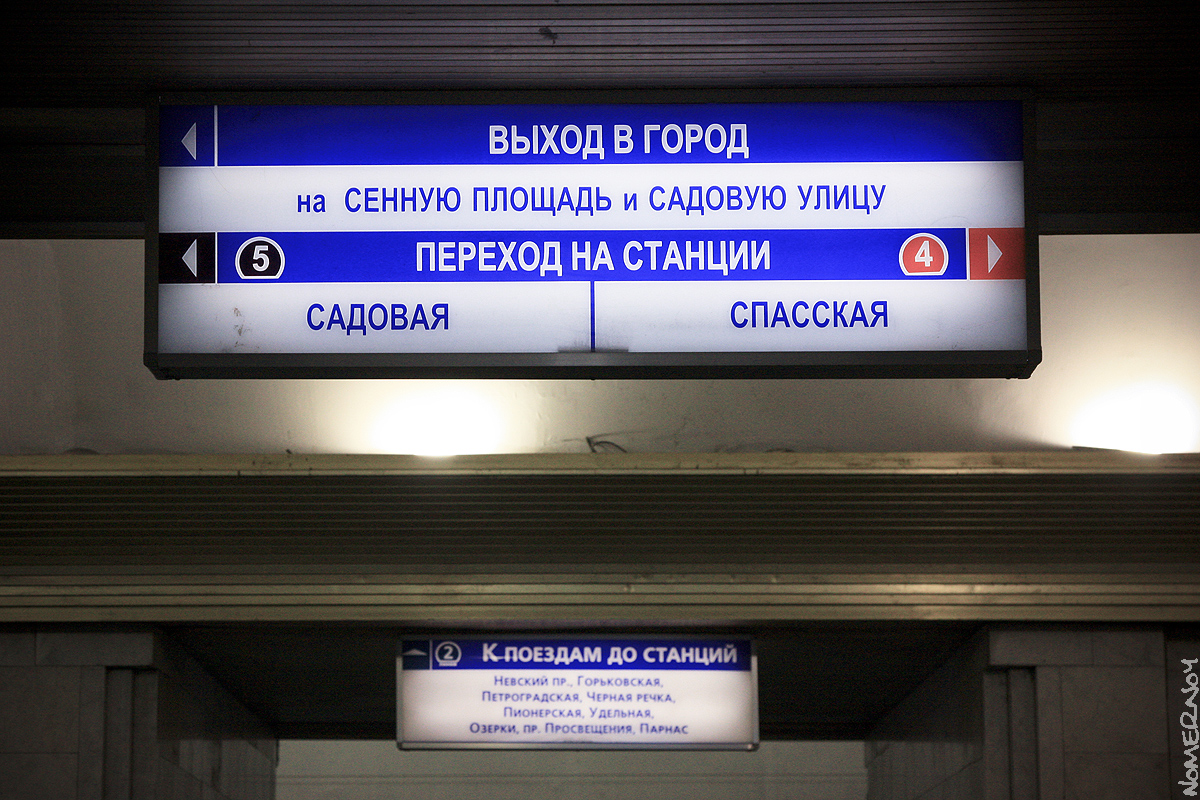 ВЫХОД В ГОРОД
на СЕННУЮ ПЛОЩАДЬ и САДОВУЮ УЛИЦУ
5 ПЕРЕХОД НА СТАНЦИИ 4
САДОВАЯ СПАССКАЯ
2 К ПОЕЗДАМ ДО СТАНЦИЙ
НЕВСКИЙ ПР., ГОРЬКОВСКАЯ,
ПЕТРОГРАДСКАЯ, ЧЕРНАЯ РЕЧКА,
ПИОНЕРСКАЯ, УДЕЛЬНАЯ,
ОЗЕРКИ, ПР. ПРОСВЕЩЕНИЯ, ПАРНАС
NOMERNOY